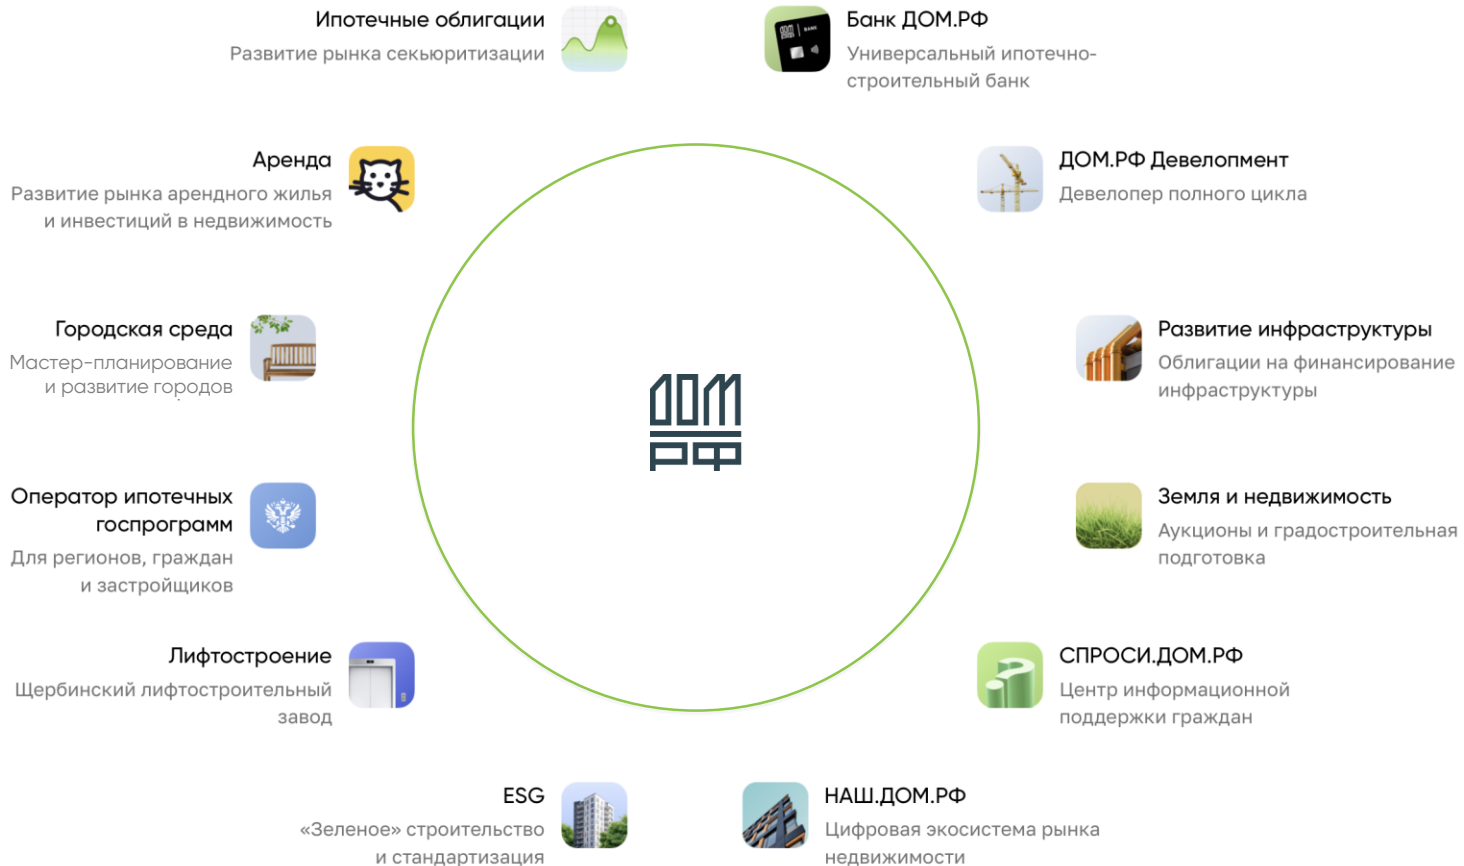 Ипотечные облигации
Развитие рынка секьюритизации
Банк ДОМ.РФ
Универсальный ипотечно-
строительный банк
Аренда
Развитие рынка арендного жилья
и инвестиций в недвижимость
ДОМ.РФ Девелопмент
Девелопер полного цикла
Городская среда
Мастер-планирование
и развитие городов
Развитие инфраструктуры
Облигации на финансирование
инфраструктуры
ДОМ
РФ
Оператор ипотечных
госпрограмм
Для регионов, граждан
и застройщиков
Земля и недвижимость
Аукционы и градостроительная
подготовка
Лифтостроение
Щербинский лифтостроительный
завод
СПРОСИ.ДОМ.РФ
Центр информационной
поддержки граждан
ESG
«Зеленое» строительство
и стандартизация
НАШ.ДОМ.РФ
Цифровая экосистема рынка
недвижимости